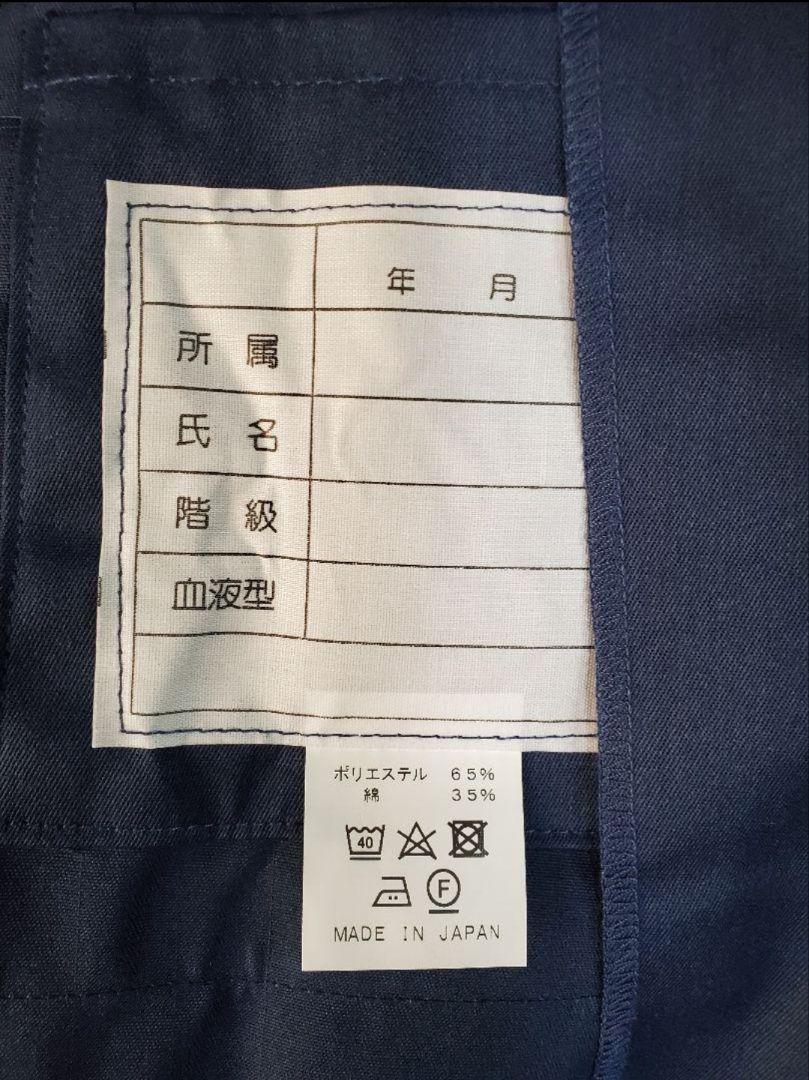 年 月
所属
氏名
階級
血液型
ポリエステル 65%
綿 35%
40
F
MADE IN JAPAN